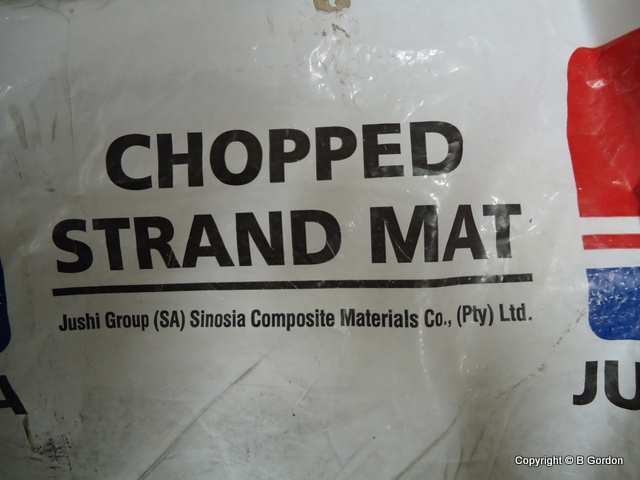 CHOPPED
STRAND MAT
Jushi Group (SA) Sinosia Composite Materials Co., (Pty) Ltd.
A
JU
Copyright © B Gordon